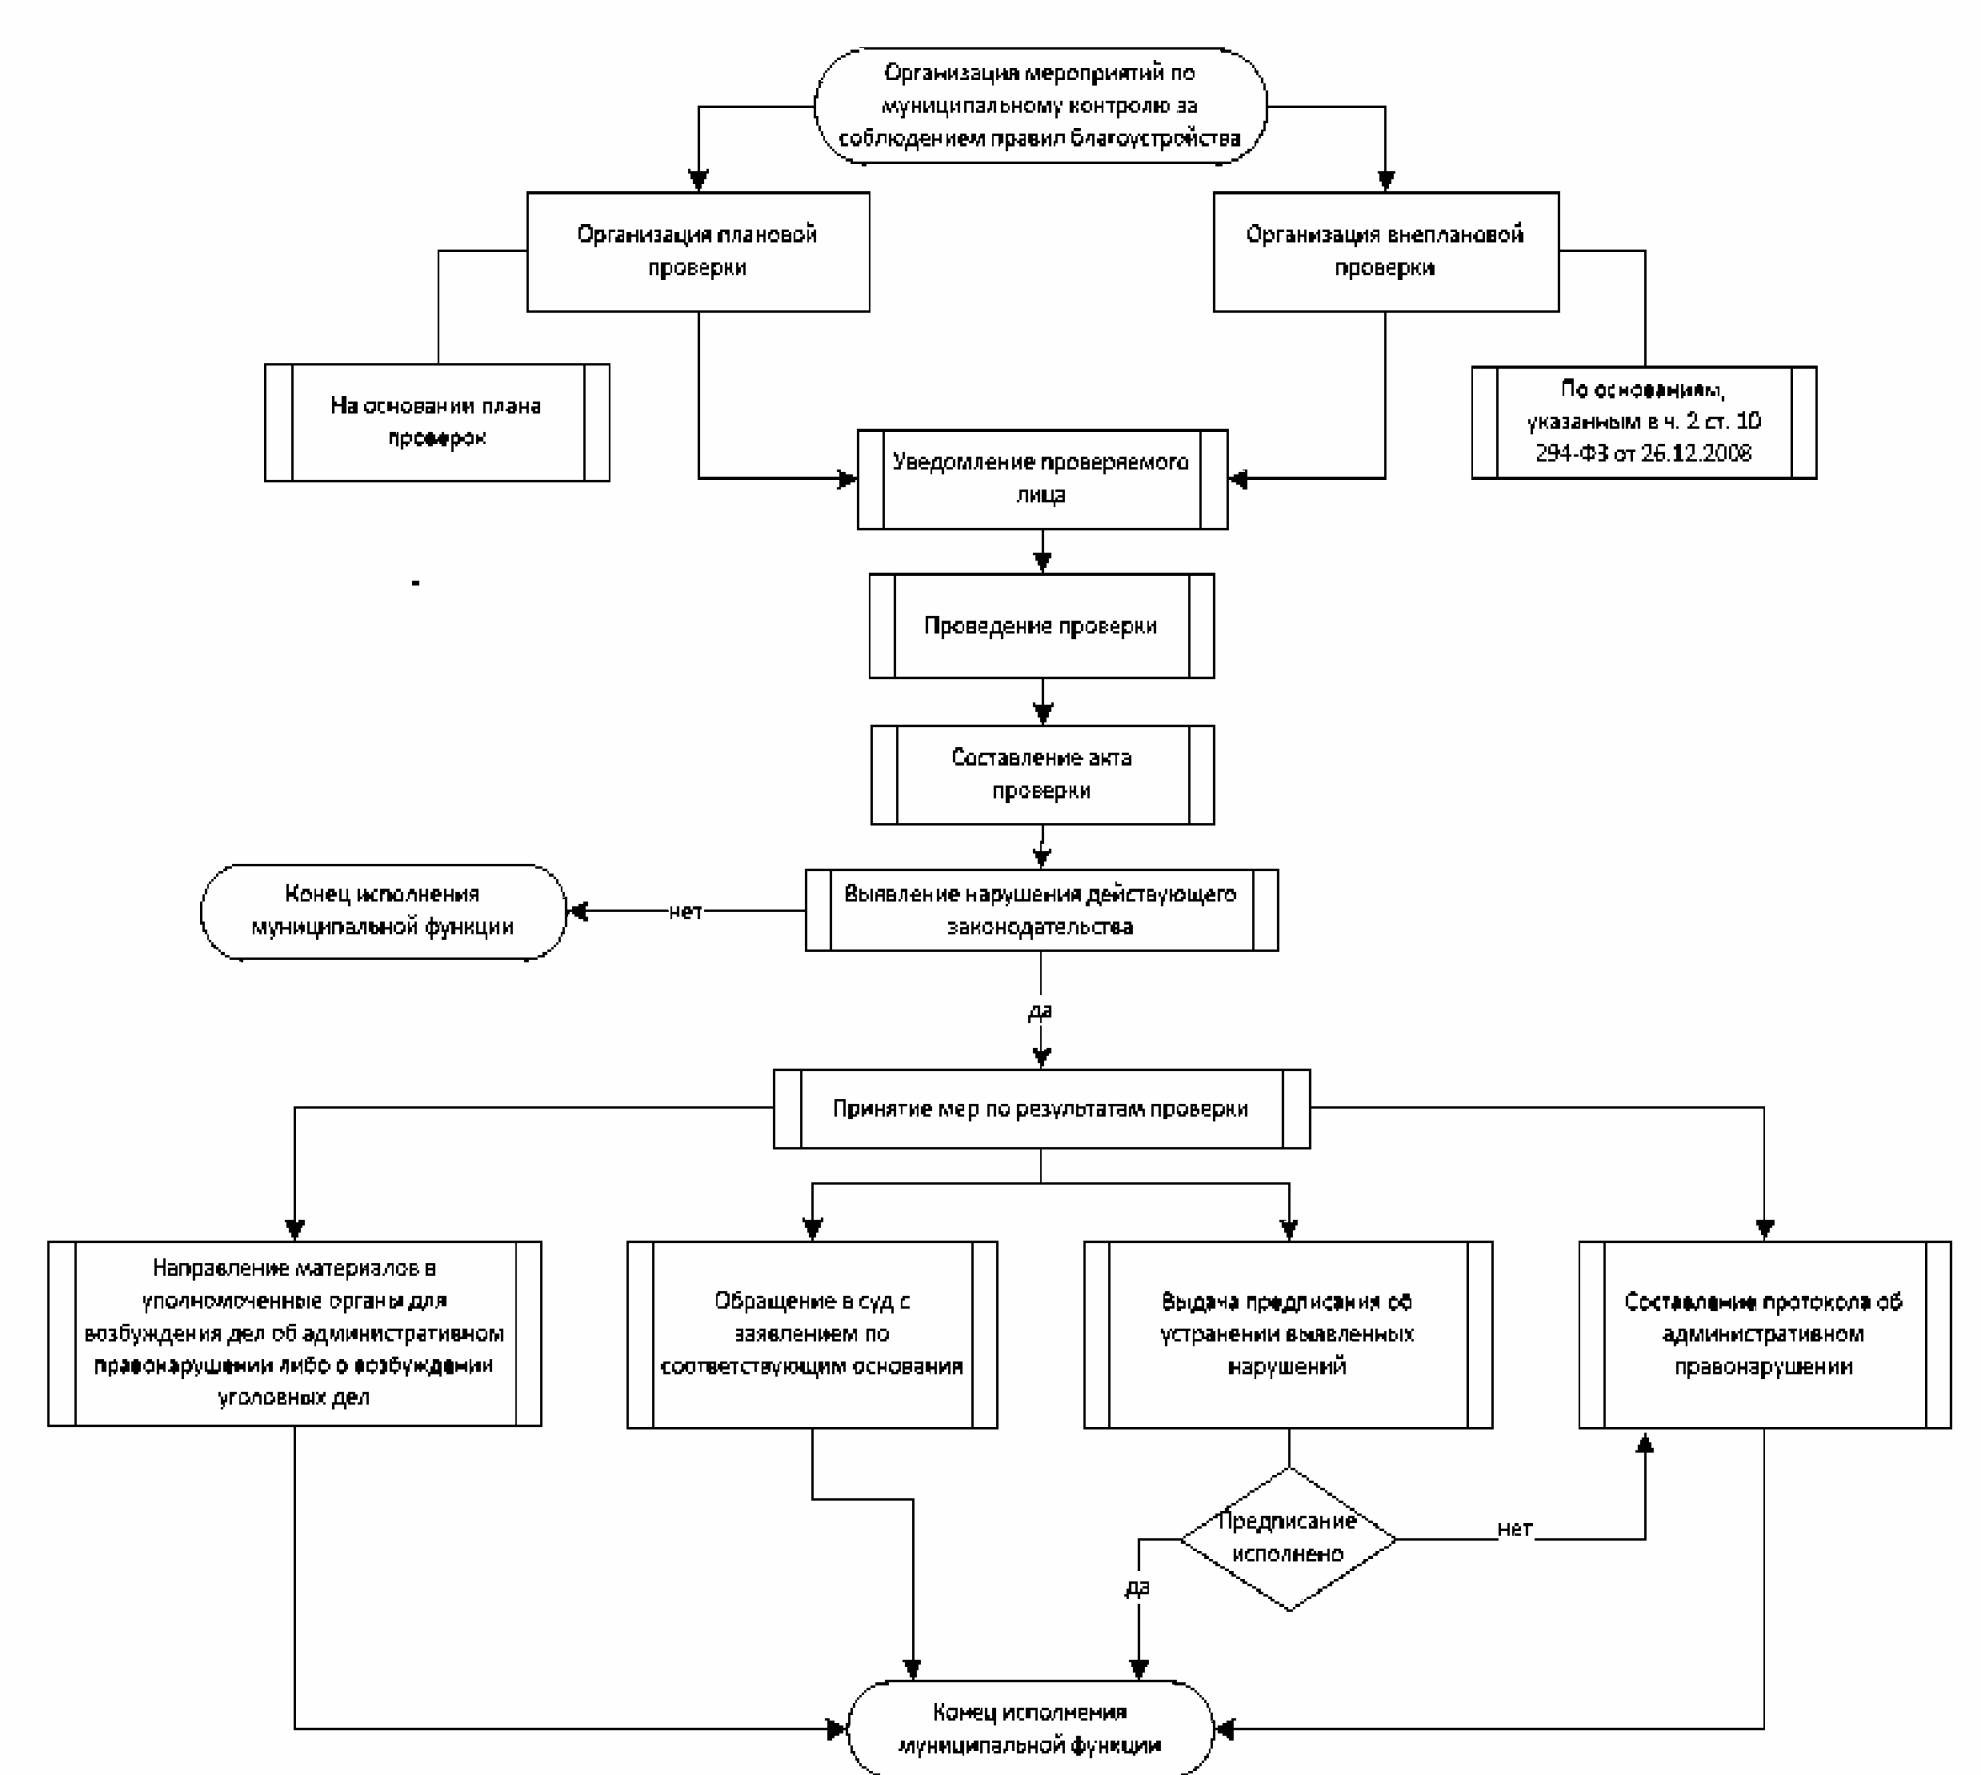 Организация мероприятий по
муниципальному контролю за
соблюдением правил благоустройства
Организация плановой
проверки
Организация внеплановой
проверки
На основании плана
проверок
По основаниям,
указанным в ч. 2 ст. 10
294-ФЗ от 26.12.2008
Уведомление проверяемого
лица
Проведение проверки
Составление акта
проверки
Выявление нарушения действующего
законодательства
нет
Конец исполнения
муниципальной функции
да
Принятие мер по результатам проверки
Направление материалов в
уполномоченные органы для
возбуждения дел об административном
правонарушении либо о возбуждении
уголовных дел
Обращение в суд с
заявлением по
соответствующим основания
Выдача предписания об
устранении выявленных
нарушений
Составление протокола об
административном
правонарушении
Предписание
исполнено
нет
да
Конец исполнения
муниципальной функции